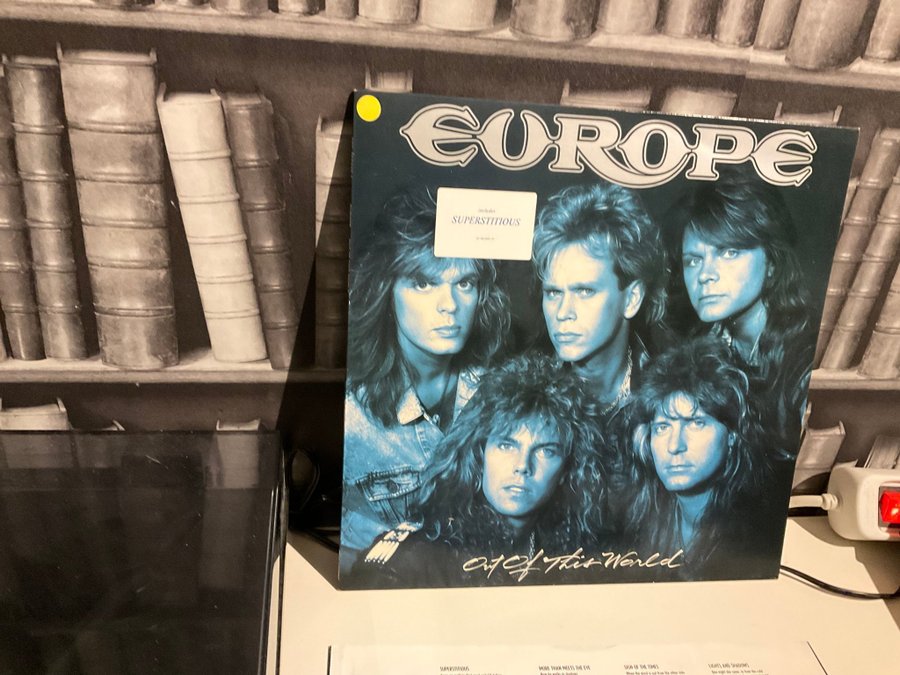 EUROPE
includes
SUPERSTITIOUS
Out Of This World
SUPERSTITIOUS
MORE THAN MEETS THE EYE
SIGN OF THE TIMES
LIGHTS AND SHADOWS